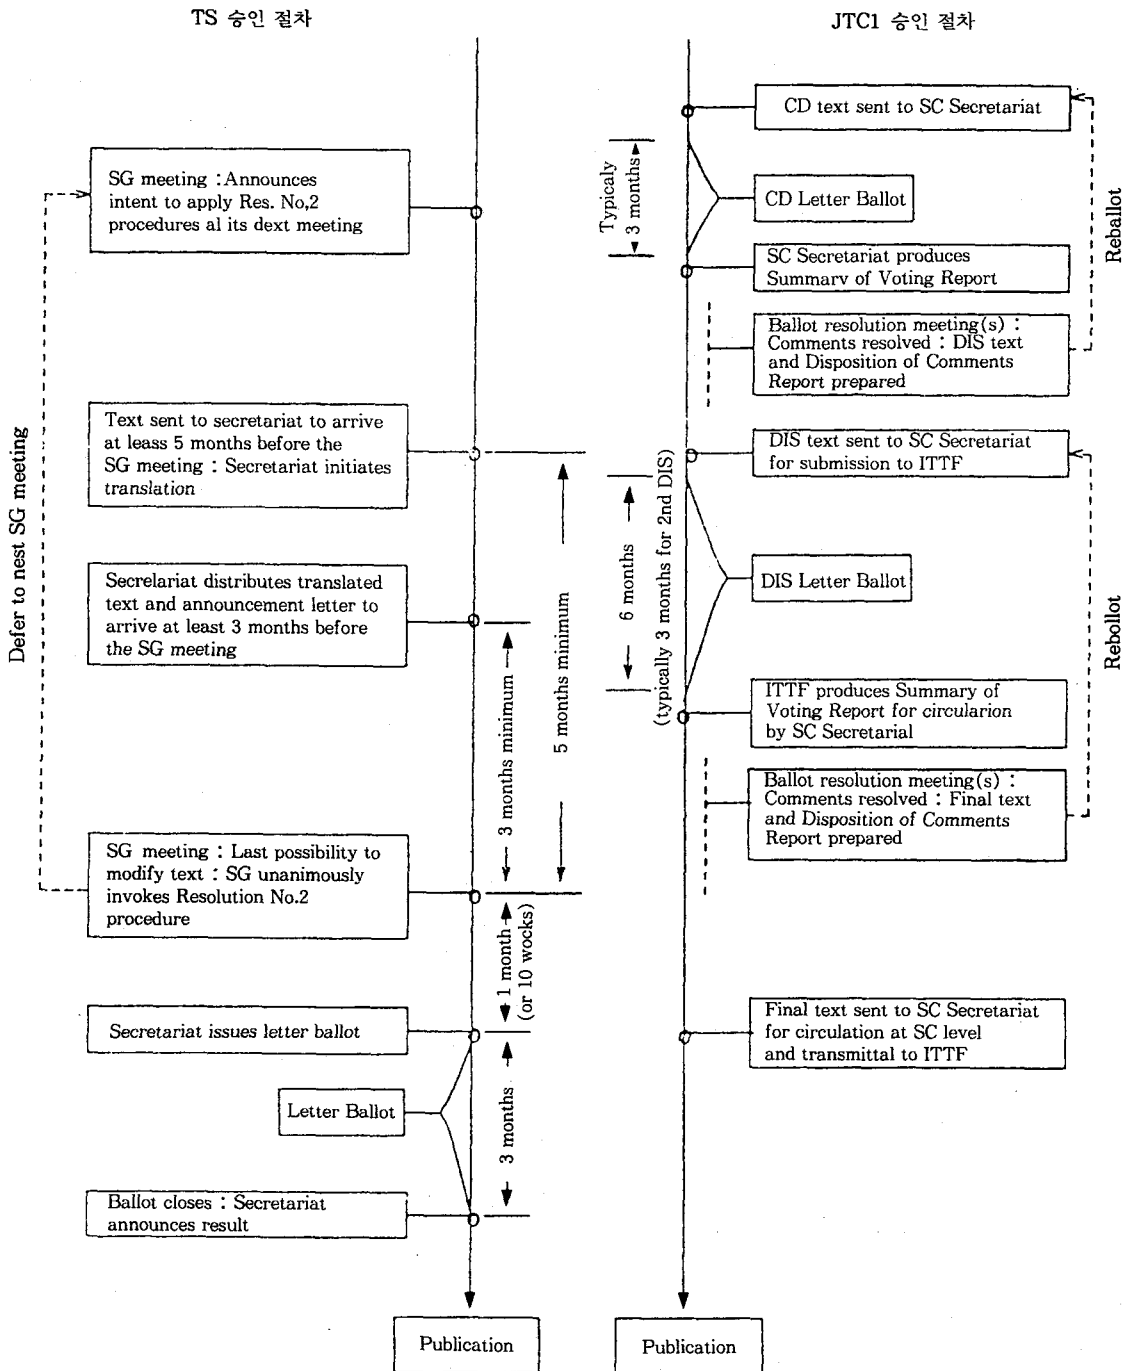 TS 승인 절차
SG meeting : Announces
intent to apply Res. No,2
procedures al its dext meeting
Text sent to secretariat to arrive
at leass 5 months before the
SG meeting : Secretariat initiates
translation
Secrelariat distributes translated
text and announcement letter to
arrive at least 3 months before
the SG meeting
SG meeting : Last possibility to
modify text : SG unanimously
invokes Resolution No.2
procedure
Secretariat issues letter ballot
Letter Ballot
Ballot closes : Secretariat
announces result
Publication
Defer to nest SG meeting
3 months minimum
5 months minimum
1 month
(or 10 wocks)
3 months
JTC1 승인 절차
CD text sent to SC Secretariat
Typicaly
3 months
CD Letter Ballot
SC Secretariat produces
Summarv of Voting Report
Ballot resolution meeting(s) :
Comments resolved : DIS text
and Disposition of Comments
Report prepared
Reballot
DIS text sent to SC Secretariat
for submission to ITTF
6 months
(typically 3 months for 2nd DIS)
DIS Letter Ballot
ITTF produces Summary of
Voting Report for circularion
by SC Secretarial
Ballot resolution meeting(s) :
Comments resolved : Final text
and Disposition of Comments
Report prepared
Rebollot
Final text sent to SC Secretariat
for circulation at SC level
and transmittal to ITTF
Publication